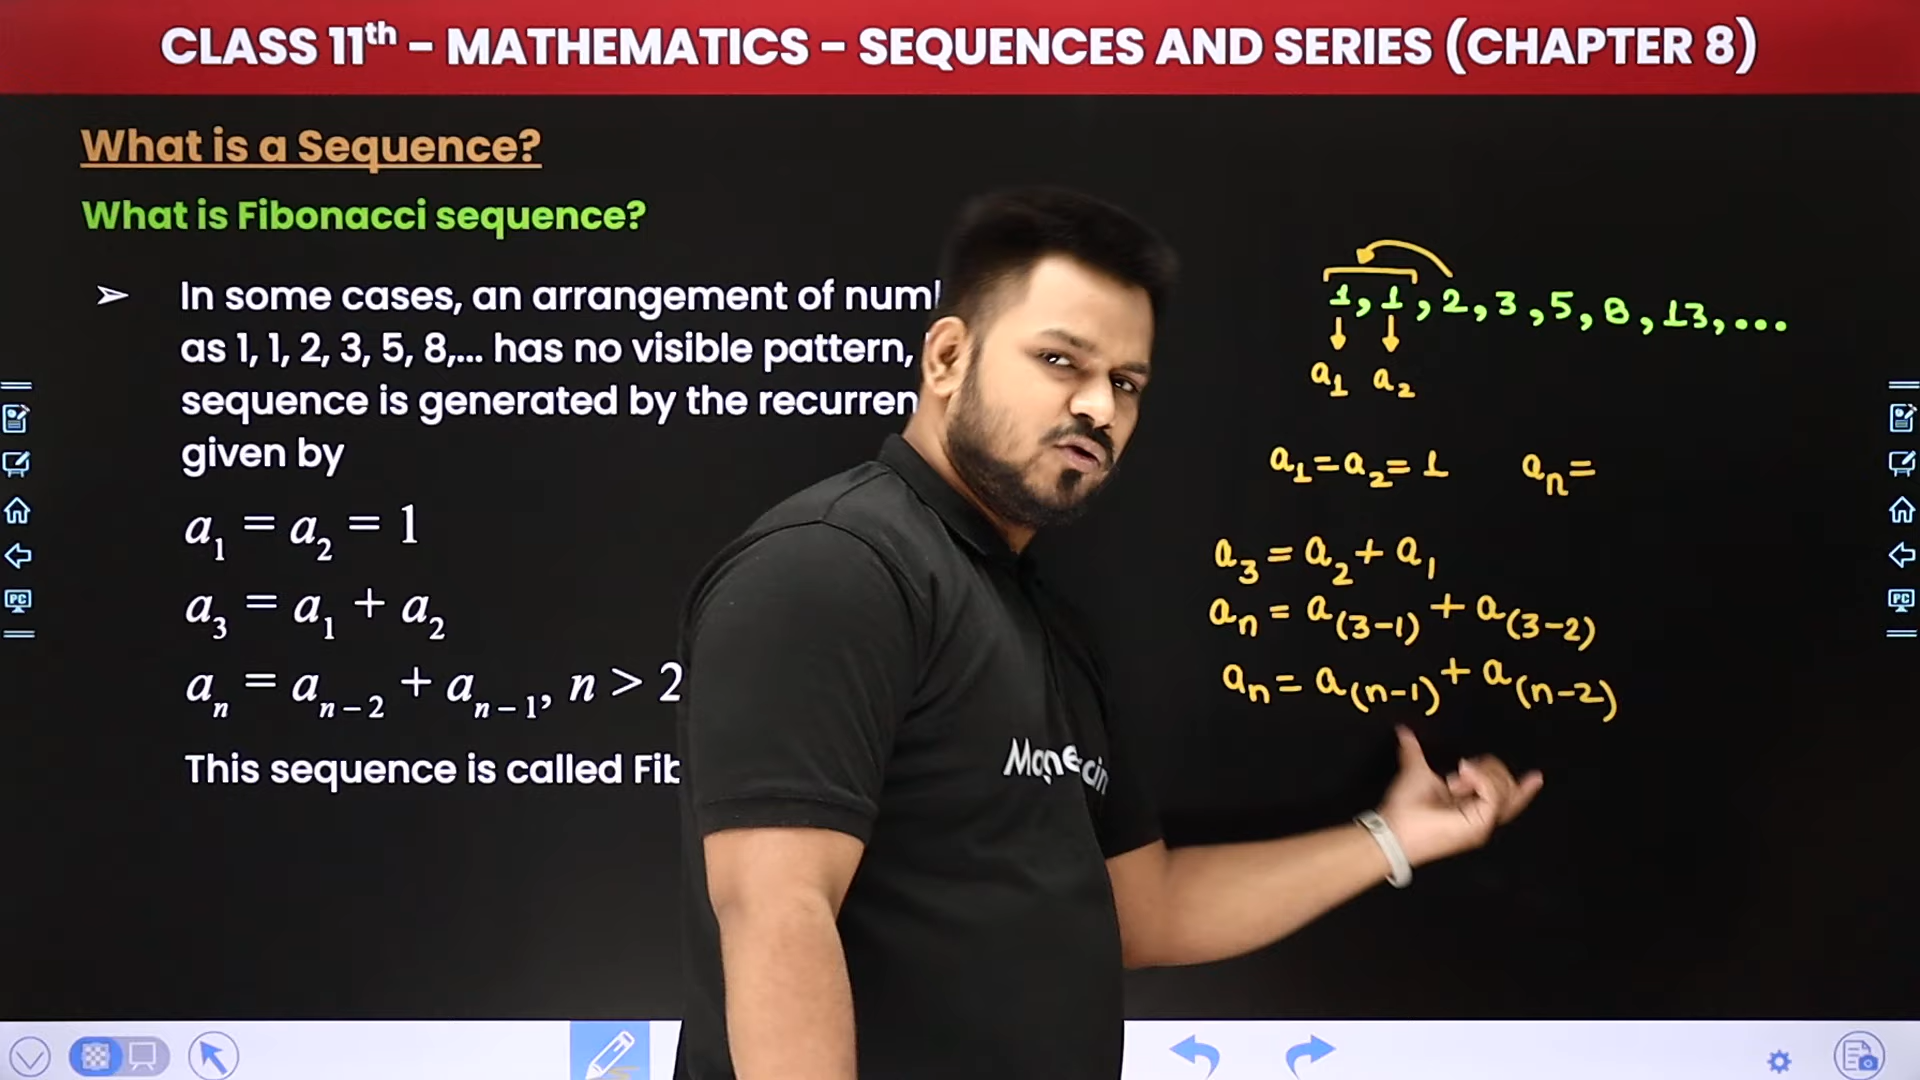 CLASS 11th - MATHEMATICS - SEQUENCES AND SERIES (CHAPTER 8)
What is a Sequence?
What is Fibonacci sequence?
➢ In some cases, an arrangement of
as 1, 1, 2, 3, 5, 8,... has no visible pattern,
sequence is generated by the
given by
a₁ = a₂ = 1
a₃ = a₁ + a₂
aₙ = aₙ₋₂ + aₙ₋₁, n > 2
This sequence is called
1, 1, 2, 3, 5, 8, 13, ...
a₁ a₂
a₁ = a₂ = 1 aₙ =
a₃ = a₂ + a₁
aₙ = a₍₃₋₁₎ + a₍₃₋₂₎
aₙ = a₍ₙ₋₁₎ + a₍ₙ₋₂₎
PC
PC